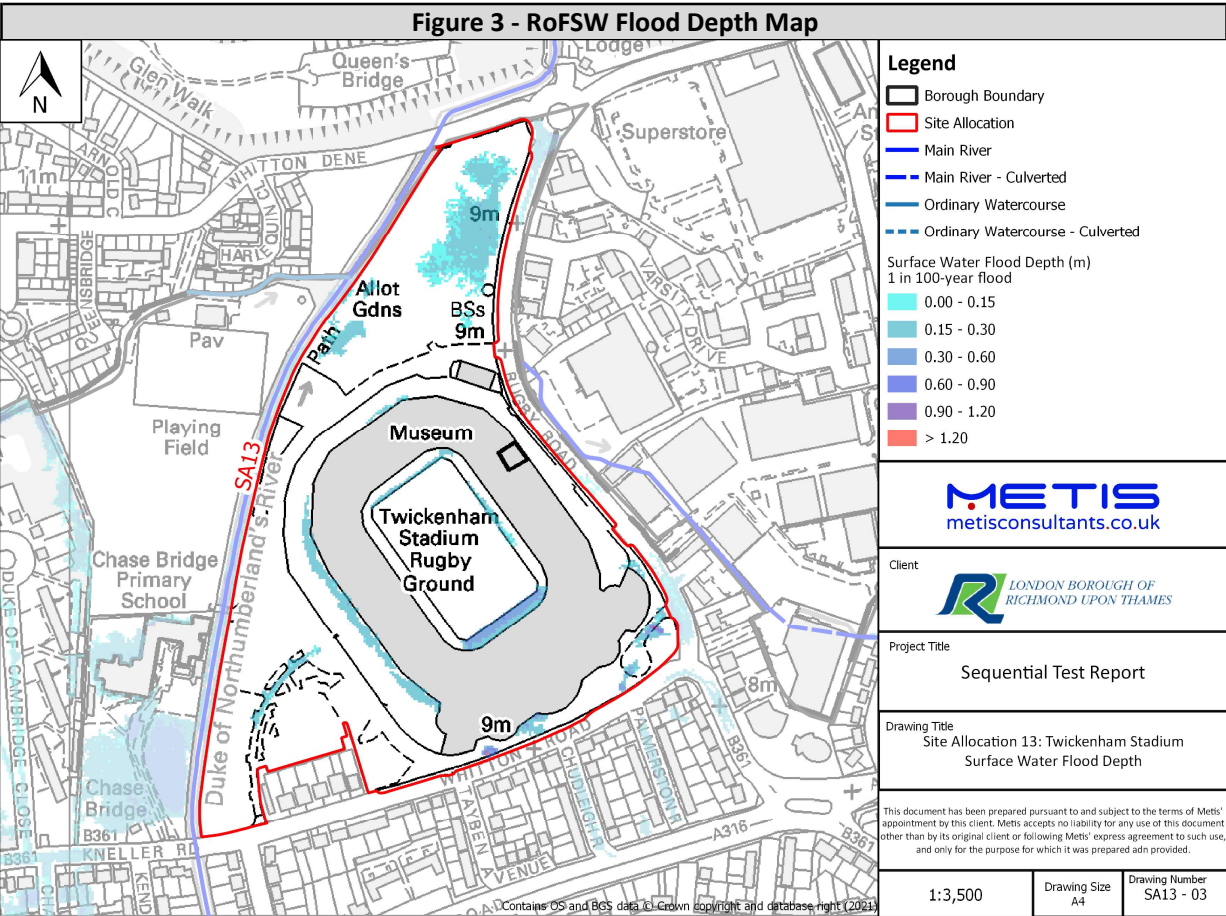 Figure 3 - RoFSW Flood Depth Map
N
Glen Walk
Queen's
Bridge
Lodge
Superstore
11m
WHITTON DENE
HARLEQUIN
QUEENSBRIDGE
9m
Allot
Gdns
BSs
9m
Path
Pav
VARSITY DRIVE
RUGBY ROAD
Playing
Field
SA13
Museum
Twickenham
Stadium
Rugby
Ground
Duke of Northumberland's River
Chase Bridge
Primary
School
DUKE OF CAMBRIDGE CLOSE
9m
8m
WHITTON ROAD
Chase
Bridge
B361
B361
KNELLER RD
B361
B361
A316
AVENUE
Contains OS and BGS data © Crown copyright and database right (2021)
Legend
Borough Boundary
Site Allocation
Main River
Main River - Culverted
Ordinary Watercourse
Ordinary Watercourse - Culverted
Surface Water Flood Depth (m)
1 in 100-year flood
0.00 - 0.15
0.15 - 0.30
0.30 - 0.60
0.60 - 0.90
0.90 - 1.20
> 1.20
METIS
metisconsultants.co.uk
Client
LONDON BOROUGH OF
RICHMOND UPON THAMES
Project Title
Sequential Test Report
Drawing Title
Site Allocation 13: Twickenham Stadium
Surface Water Flood Depth
This document has been prepared pursuant to and subject to the terms of Metis'
appointment by this client. Metis accepts no liability for any use of this document
other than by its original client or following Metis' express agreement to such use,
and only for the purpose for which it was prepared adn provided.
1:3,500
Drawing Size
A4
Drawing Number
SA13 - 03